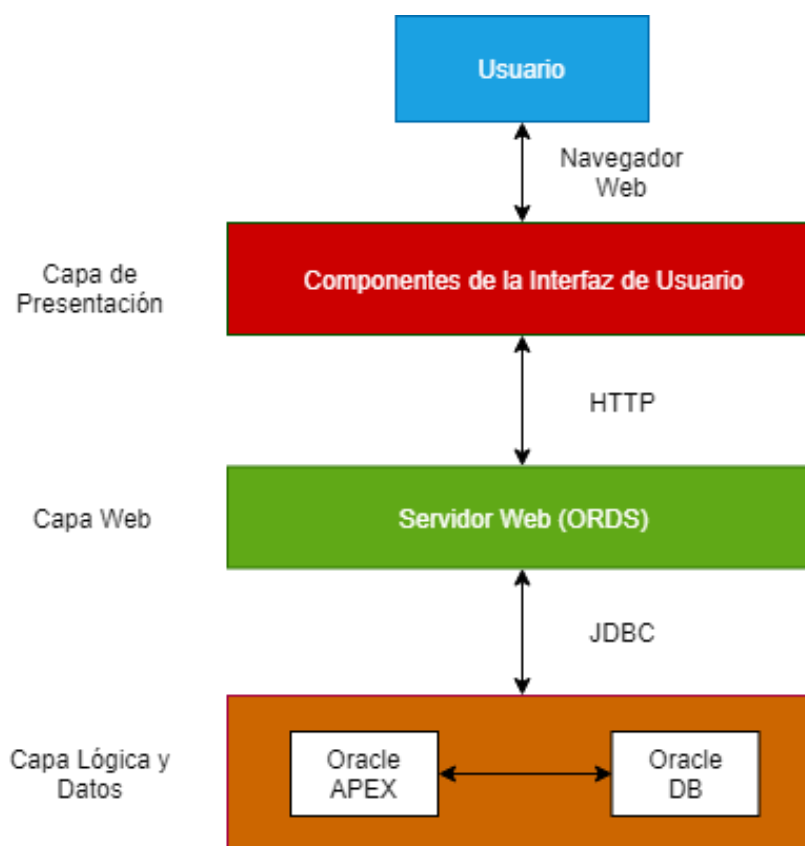 Usuario
Navegador
Web
Capa de
Presentación
Componentes de la Interfaz de Usuario
HTTP
Capa Web
Servidor Web (ORDS)
JDBC
Capa Lógica y
Datos
Oracle
APEX
Oracle
DB